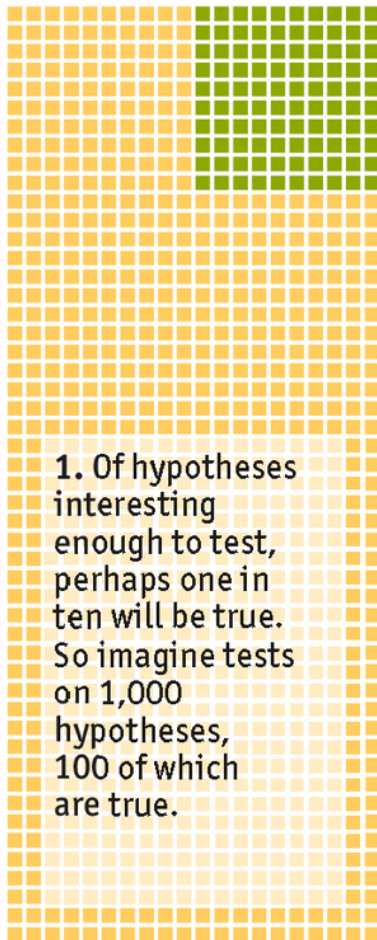 1. Of hypotheses
interesting
enough to test,
perhaps one in
ten will be true.
So imagine tests
on 1,000
hypotheses,
100 of which
are true.